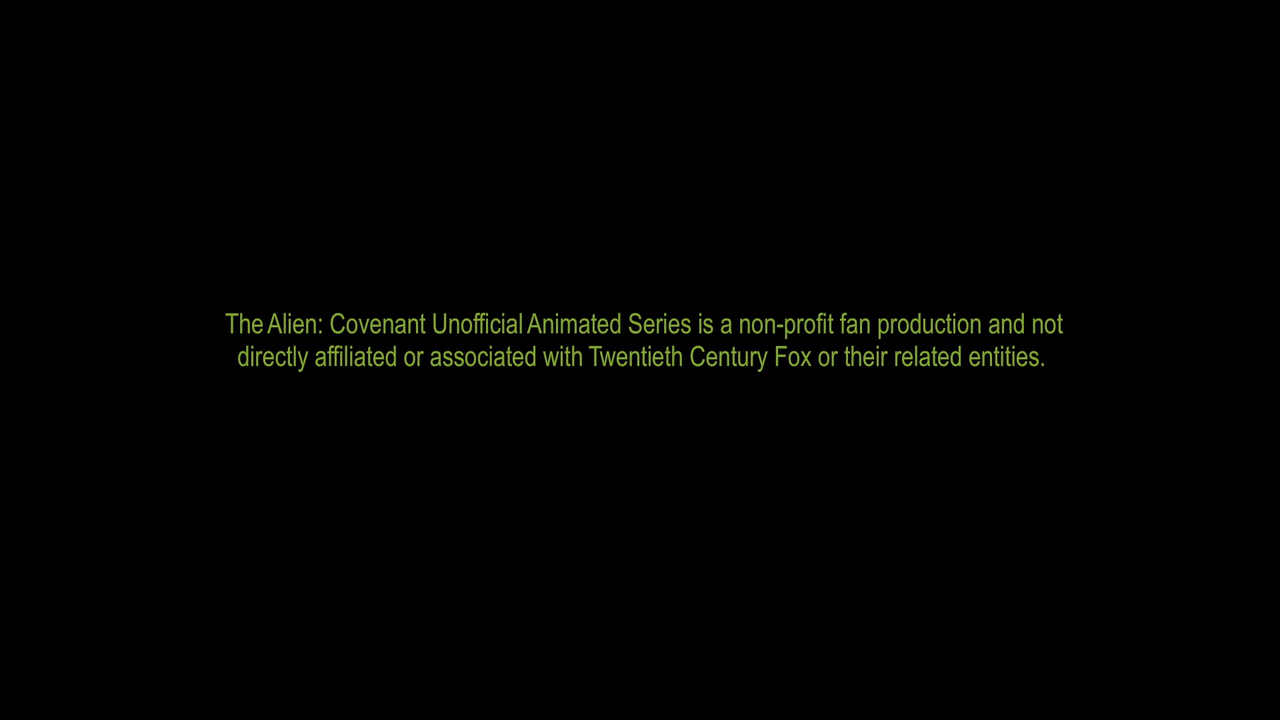 The Alien: Covenant Unofficial Animated Series is a non-profit fan production and not
directly affiliated or associated with Twentieth Century Fox or their related entities.